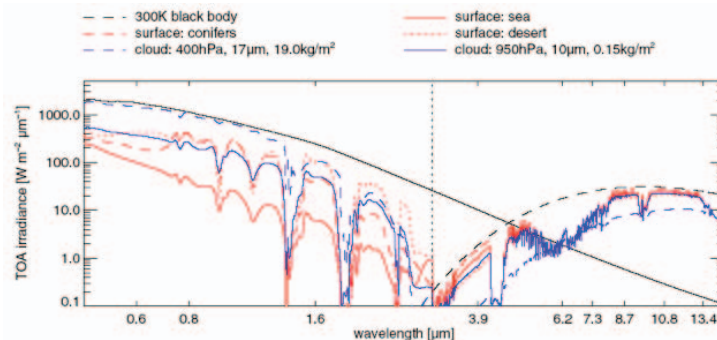 300K black body
surface: sea
surface: conifers
surface: desert
cloud: 400hPa, 17μm, 19.0kg/m²
cloud: 950hPa, 10μm, 0.15kg/m²
TOA irradiance [W m⁻² μm⁻¹]
1000.0
100.0
10.0
1.0
0.1
0.6 0.8 1.6 3.9 6.2 7.3 8.7 10.8 13.4
wavelength [μm]